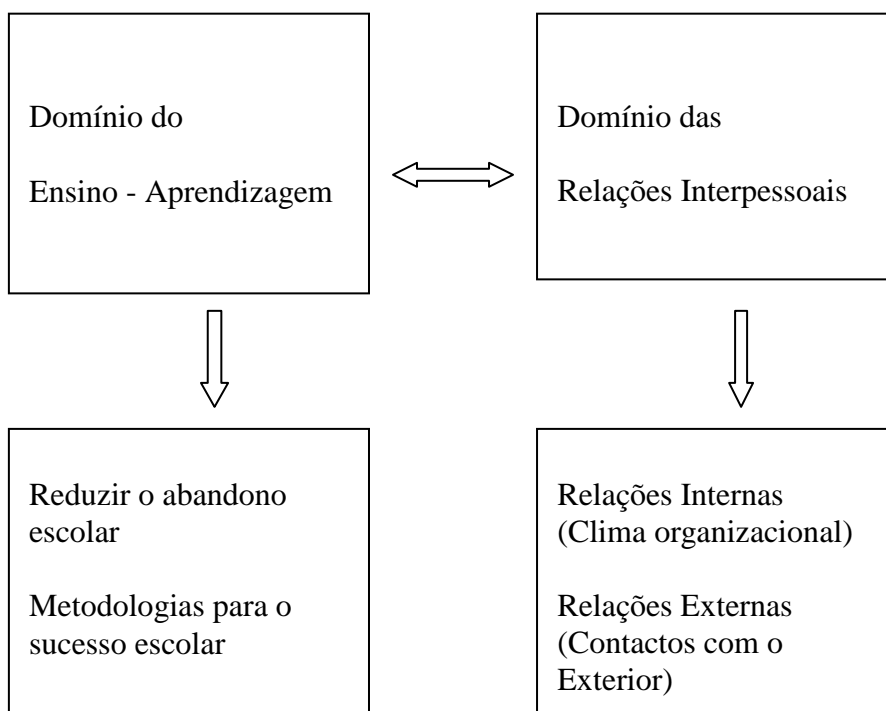 Domínio do
Ensino - Aprendizagem
Domínio das
Relações Interpessoais
Reduzir o abandono
escolar
Metodologias para o
sucesso escolar
Relações Internas
(Clima organizacional)
Relações Externas
(Contactos com o
Exterior)